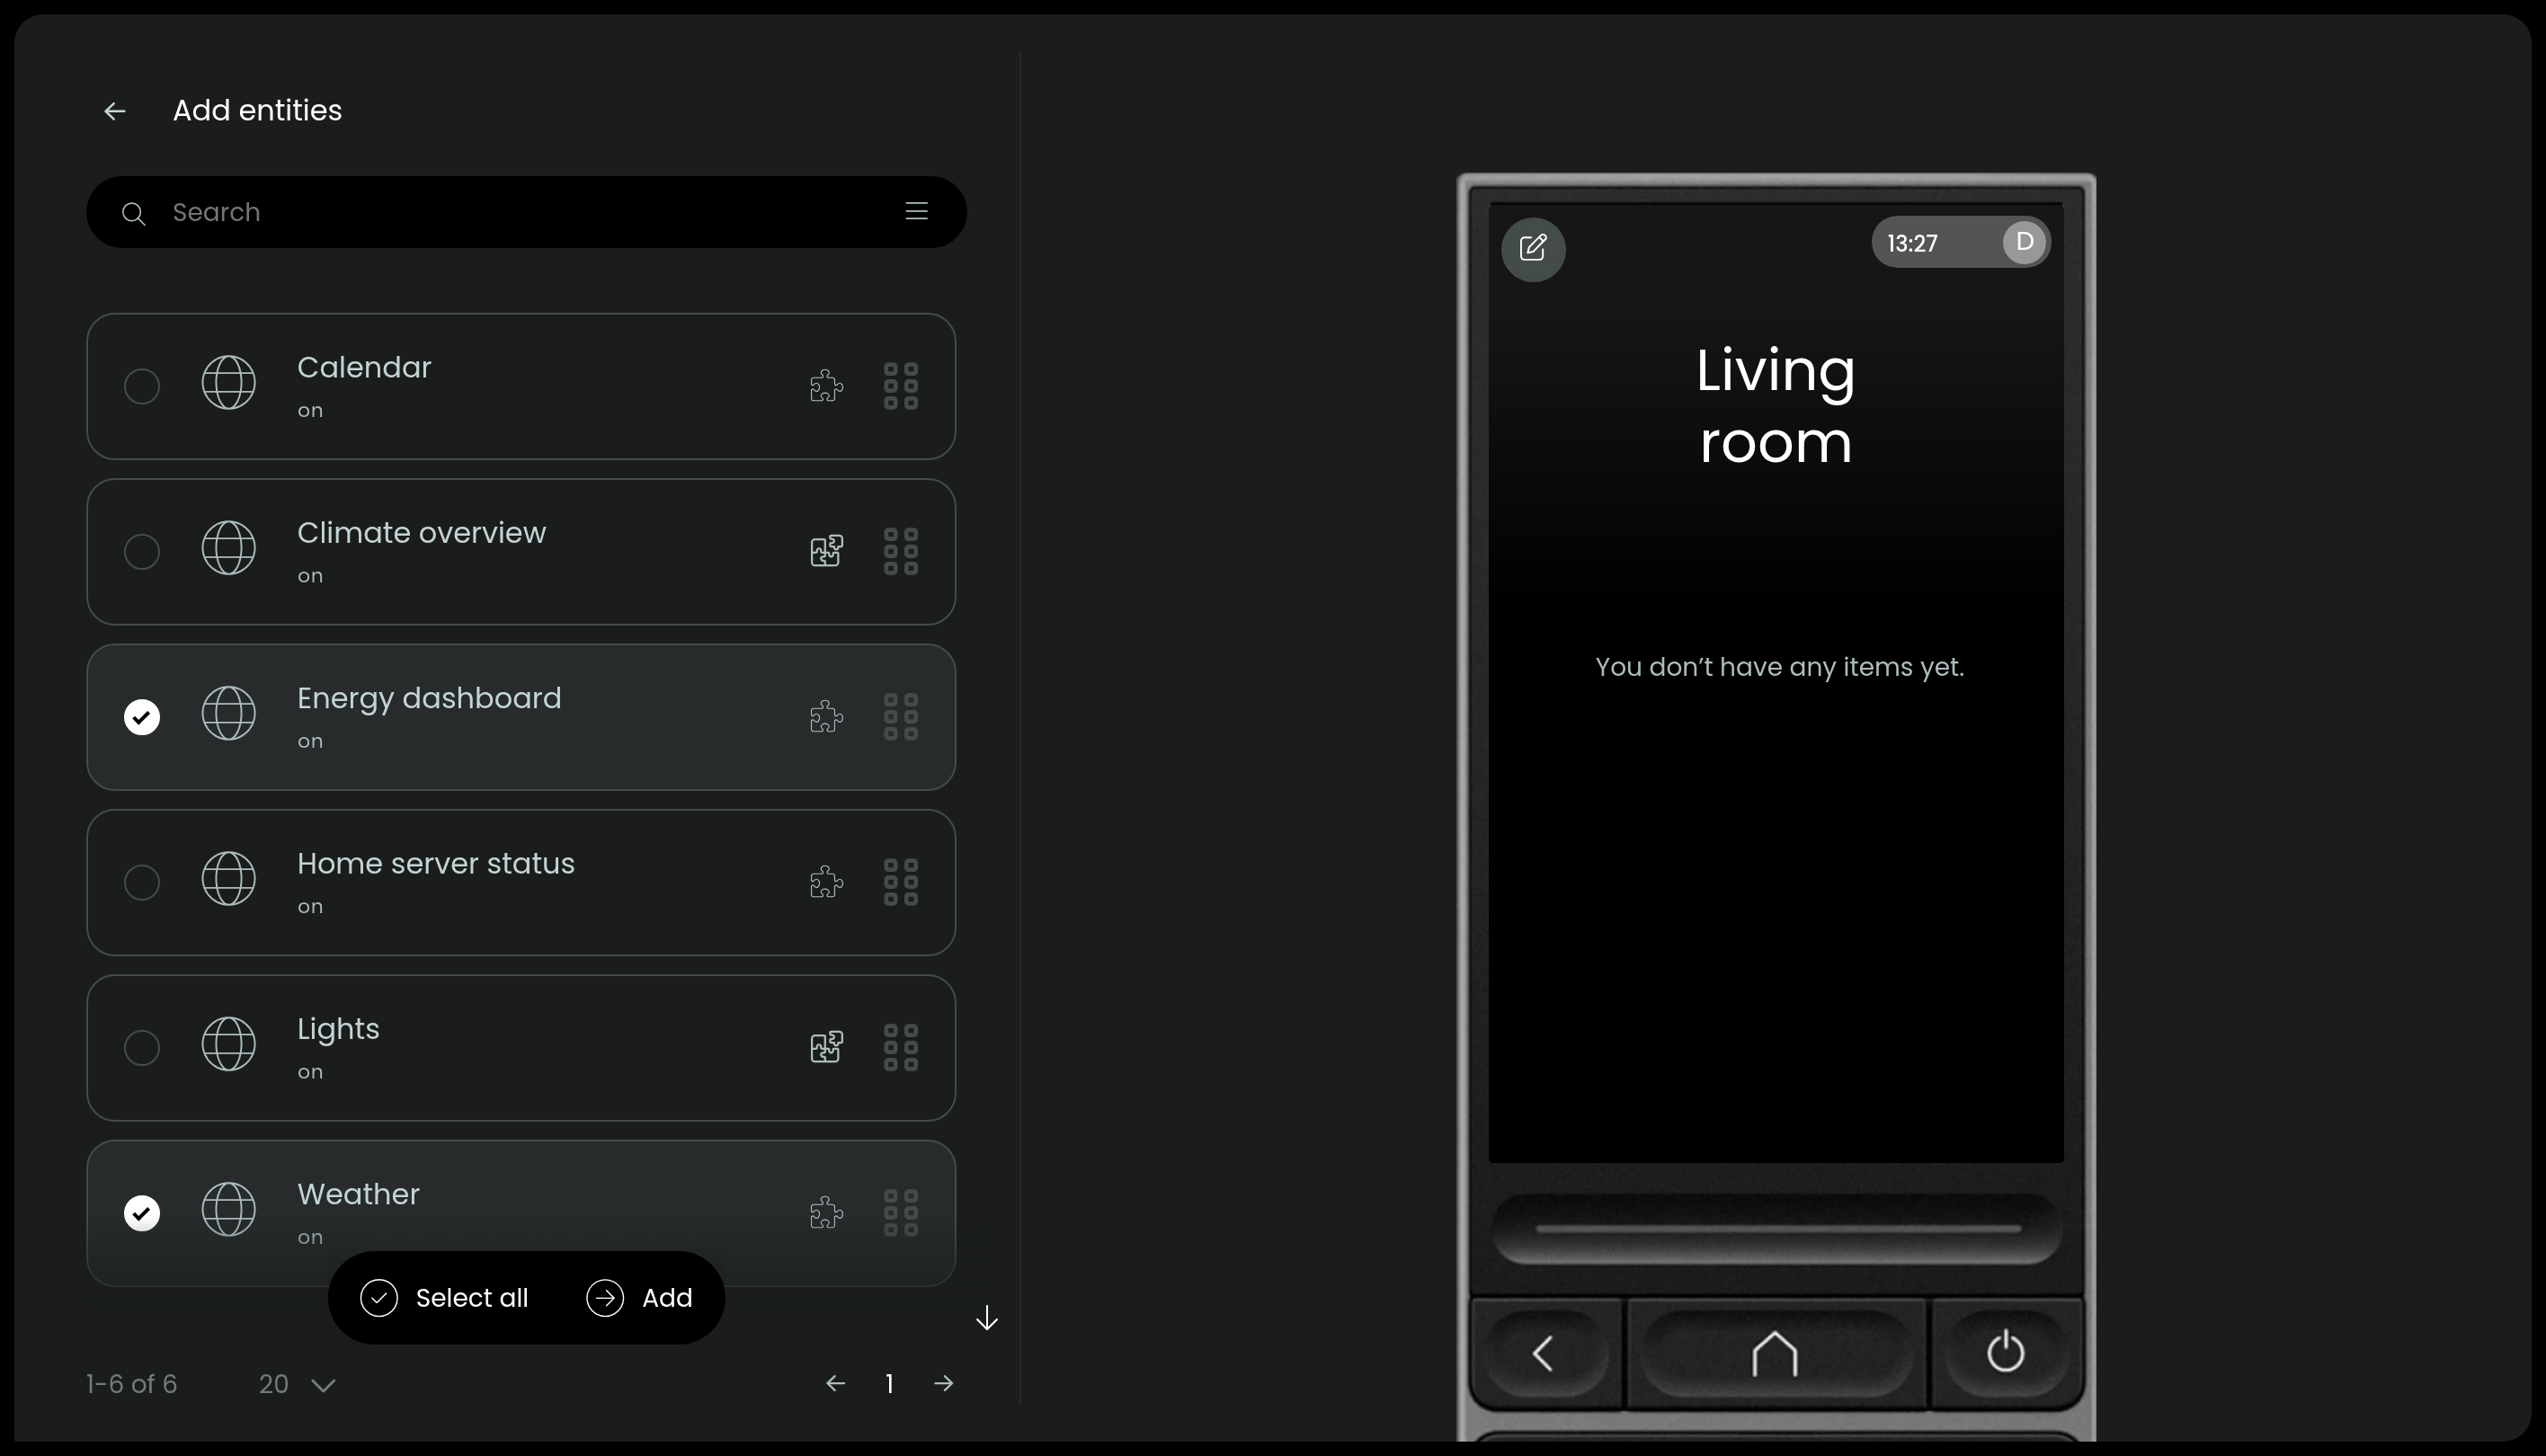 Add entities
Search
Calendar
on
Climate overview
on
Energy dashboard
on
Home server status
on
Lights
on
Weather
on
Select all
Add
1-6 of 6
20
1
13:27
D
Living
room
You don’t have any items yet.